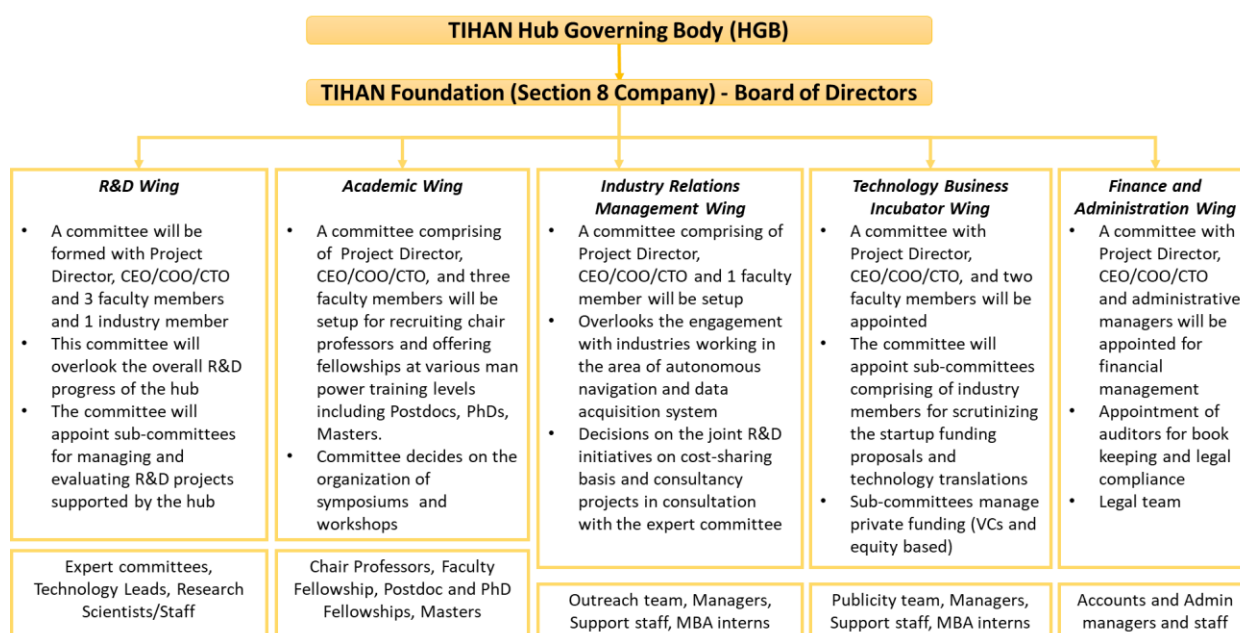 TIHAN Hub Governing Body (HGB)
TIHAN Foundation (Section 8 Company) - Board of Directors
R&D Wing
• A committee will be
formed with Project
Director, CEO/COO/CTO
and 3 faculty members
and 1 industry member
• This committee will
overlook the overall R&D
progress of the hub
• The committee will
appoint sub-committees
for managing and
evaluating R&D projects
supported by the hub
Expert committees,
Technology Leads, Research
Scientists/Staff
Academic Wing
• A committee comprising
of Project Director,
CEO/COO/CTO, and three
faculty members will be
setup for recruiting chair
professors and offering
fellowships at various man
power training levels
including Postdocs, PhDs,
Masters.
• Committee decides on the
organization of
symposiums and
workshops
Chair Professors, Faculty
Fellowship, Postdoc and PhD
Fellowships, Masters
Industry Relations
Management Wing
• A committee comprising of
Project Director,
CEO/COO/CTO and 1 faculty
member will be setup
• Overlooks the engagement
with industries working in
the area of autonomous
navigation and data
acquisition system
• Decisions on the joint R&D
initiatives on cost-sharing
basis and consultancy
projects in consultation
with the expert committee
Outreach team, Managers,
Support staff, MBA interns
Technology Business
Incubator Wing
• A committee with
Project Director,
CEO/COO/CTO, and two
faculty members will be
appointed
• The committee will
appoint sub-committees
comprising of industry
members for scrutinizing
the startup funding
proposals and
technology translations
• Sub-committees manage
private funding (VCs and
equity based)
Publicity team, Managers,
Support staff, MBA interns
Finance and
Administration Wing
• A committee with
Project Director,
CEO/COO/CTO
and administrative
managers will be
appointed for
financial
management
• Appointment of
auditors for book
keeping and legal
compliance
• Legal team
Accounts and Admin
managers and staff